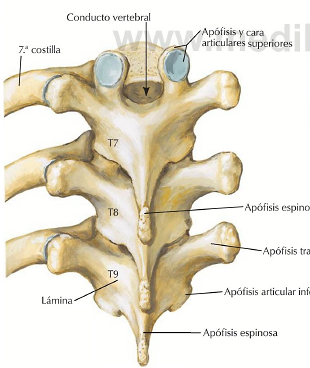 Conducto vertebral
Apófisis y cara
articulares superiores
7.ª costilla
T7
T8
Apófisis espino
Apófisis tra
T9
Apófisis articular infe
Lámina
Apófisis espinosa